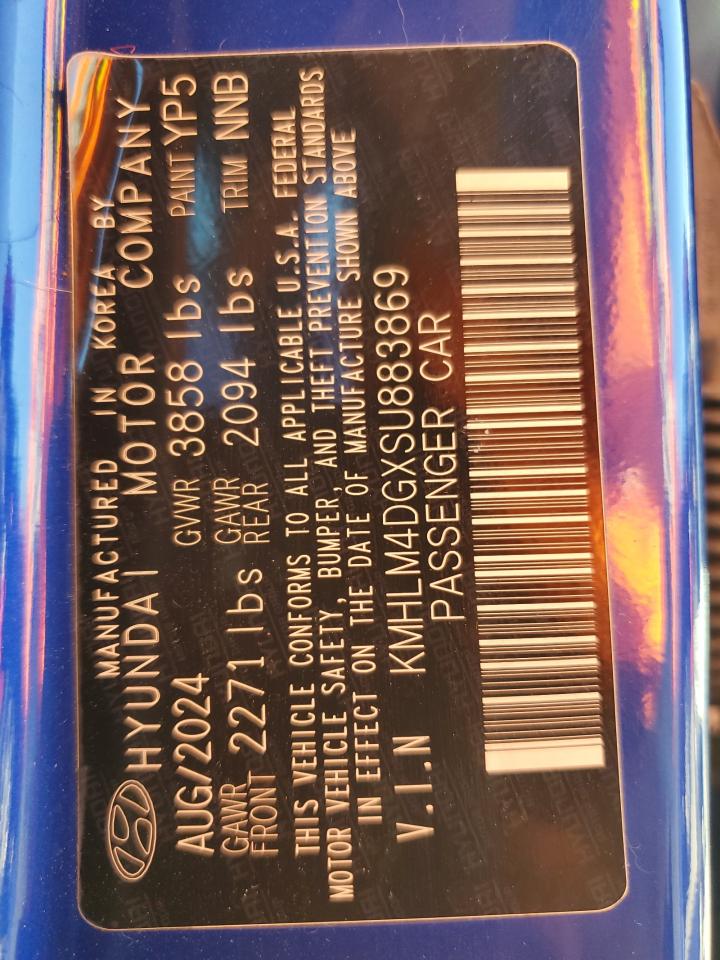 MANUFACTURED IN KOREA BY
HYUNDAI MOTOR COMPANY
AUG/2024 GVWR 3858 lbs PAINT YP5
GAWR FRONT 2271 lbs GAWR REAR 2094 lbs TRIM NNB
THIS VEHICLE CONFORMS TO ALL APPLICABLE U.S.A. FEDERAL
MOTOR VEHICLE SAFETY, BUMPER, AND THEFT PREVENTION STANDARDS
IN EFFECT ON THE DATE OF MANUFACTURE SHOWN ABOVE
V.I.N KMHLM4DGXSU883869
PASSENGER CAR